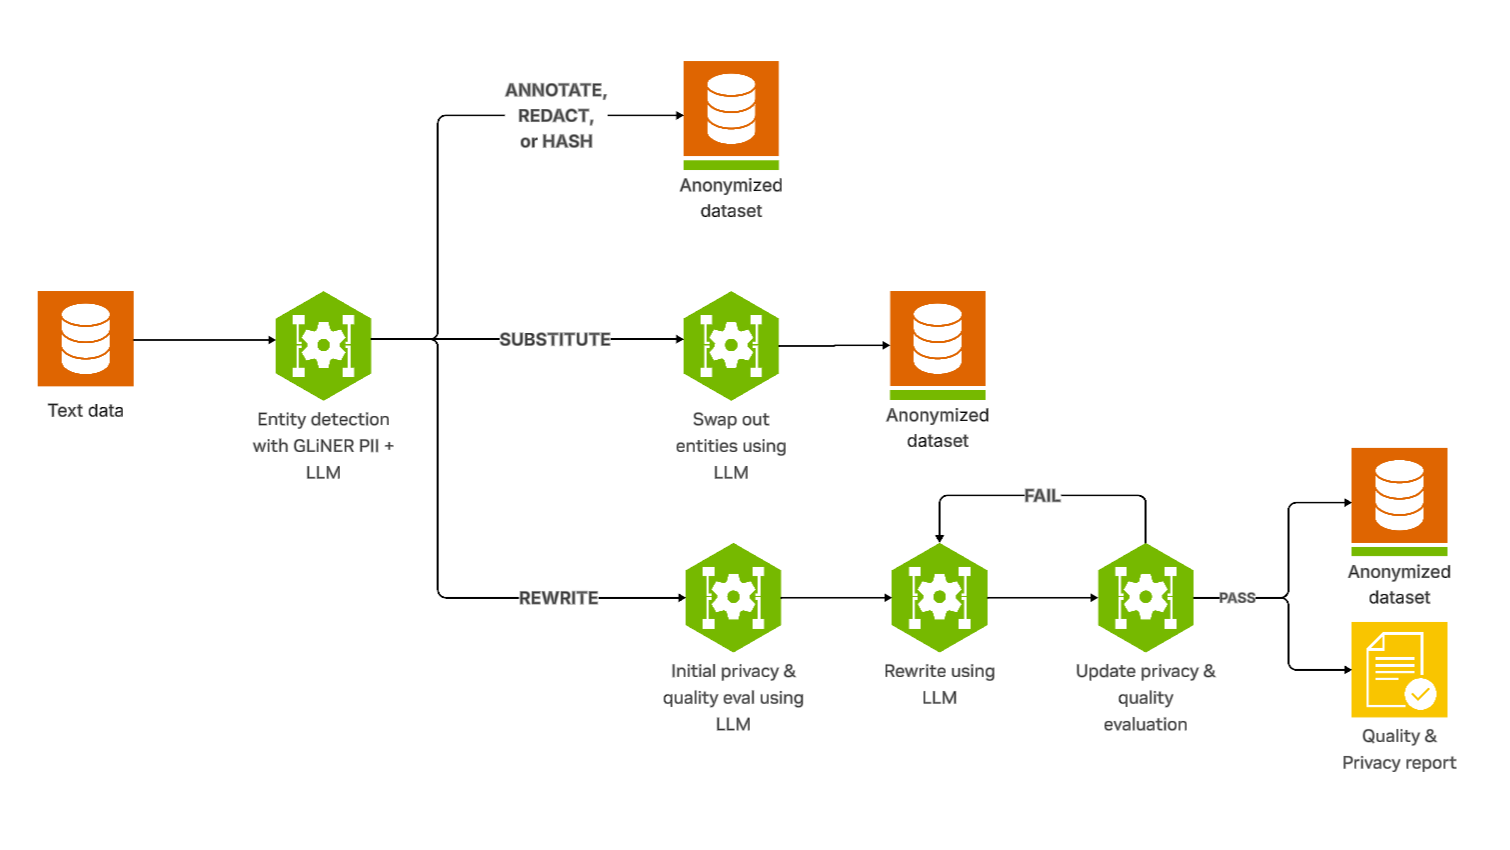 ANNOTATE,
REDACT,
or HASH
Anonymized
dataset
Text data
Entity detection
with GLiNER PII +
LLM
SUBSTITUTE
Swap out
entities using
LLM
Anonymized
dataset
REWRITE
Initial privacy &
quality eval using
LLM
Rewrite using
LLM
FAIL
Update privacy &
quality
evaluation
PASS
Anonymized
dataset
Quality &
Privacy report